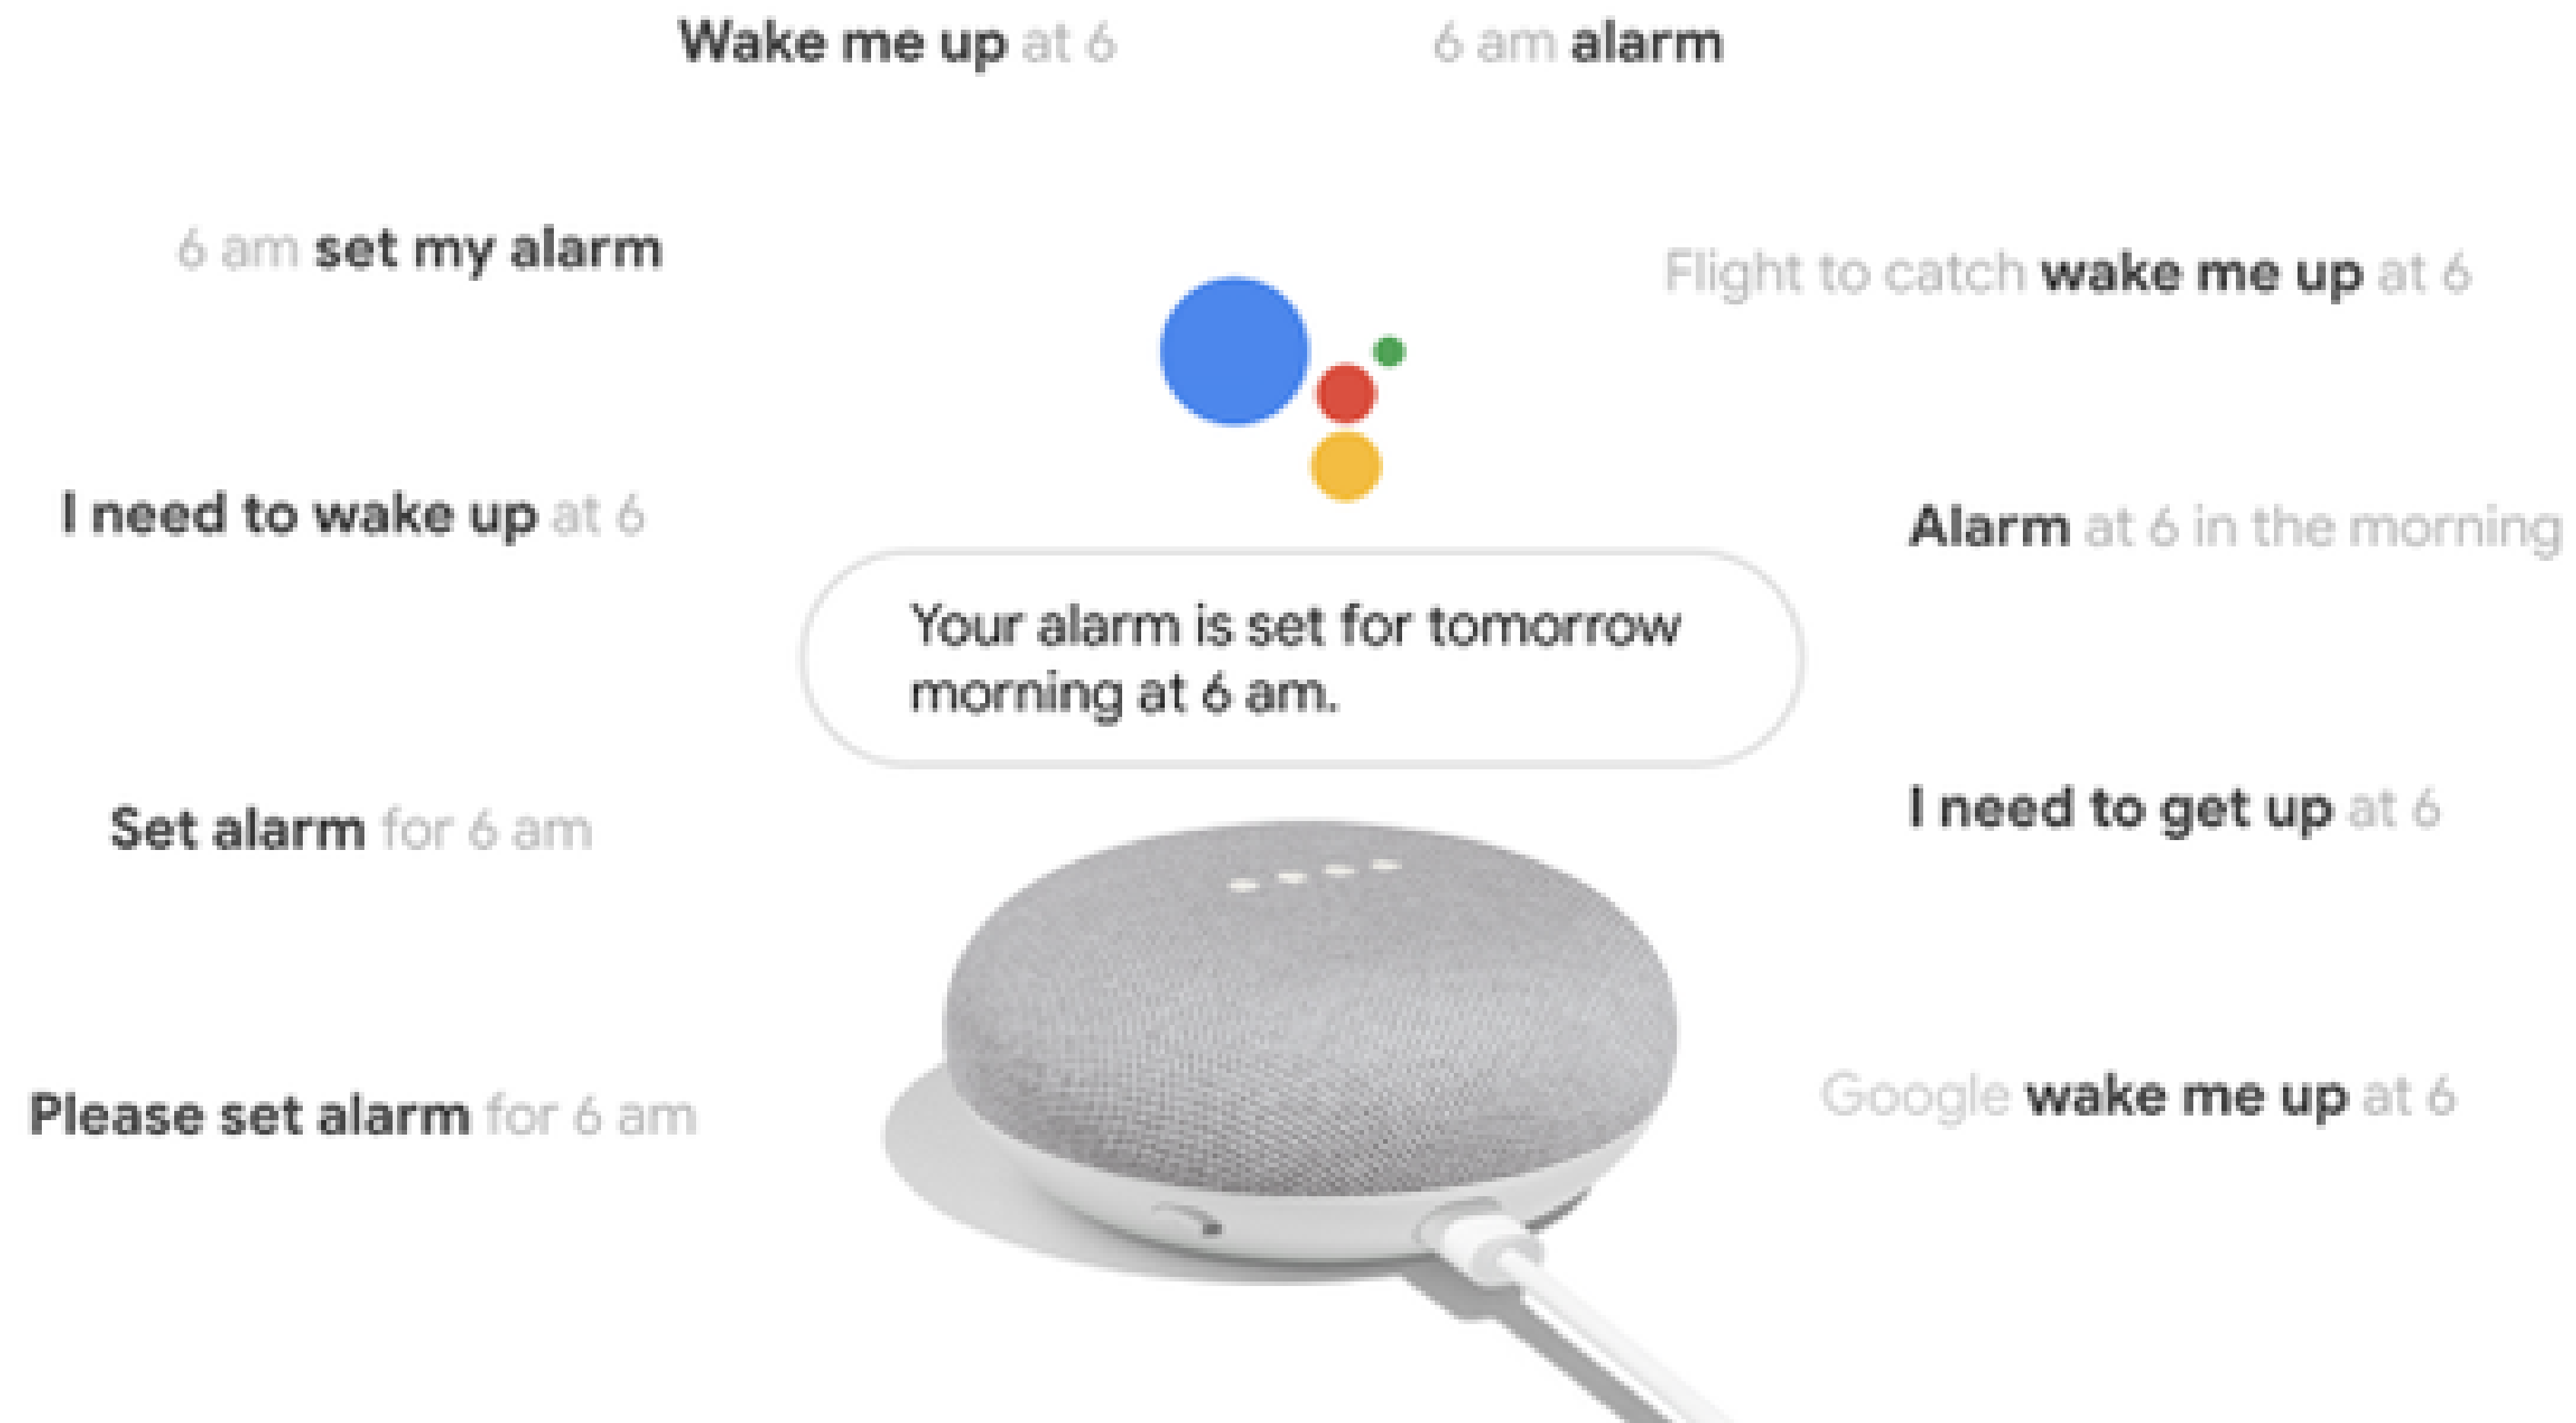 Wake me up at 6
6 am alarm
6 am set my alarm
Flight to catch wake me up at 6
I need to wake up at 6
Alarm at 6 in the morning
Your alarm is set for tomorrow
morning at 6 am.
Set alarm for 6 am
I need to get up at 6
Please set alarm for 6 am
Google wake me up at 6